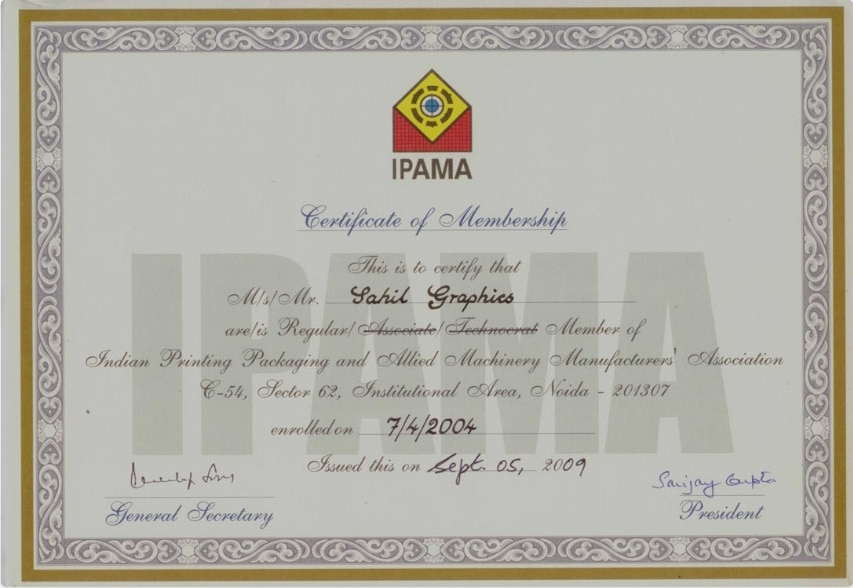 IPAMA
Certificate of Membership
This is to certify that
M/s/Mr. Sahil Graphics
are/is Regular/ Associate/ Technocrat Member of
Indian Printing Packaging and Allied Machinery Manufacturers' Association
C-54, Sector 62, Institutional Area, Noida - 201307
enrolled on 7/4/2004
Issued this on Sept. 05, 2009
Sanjay Gupta
General Secretary
President
IPAMA